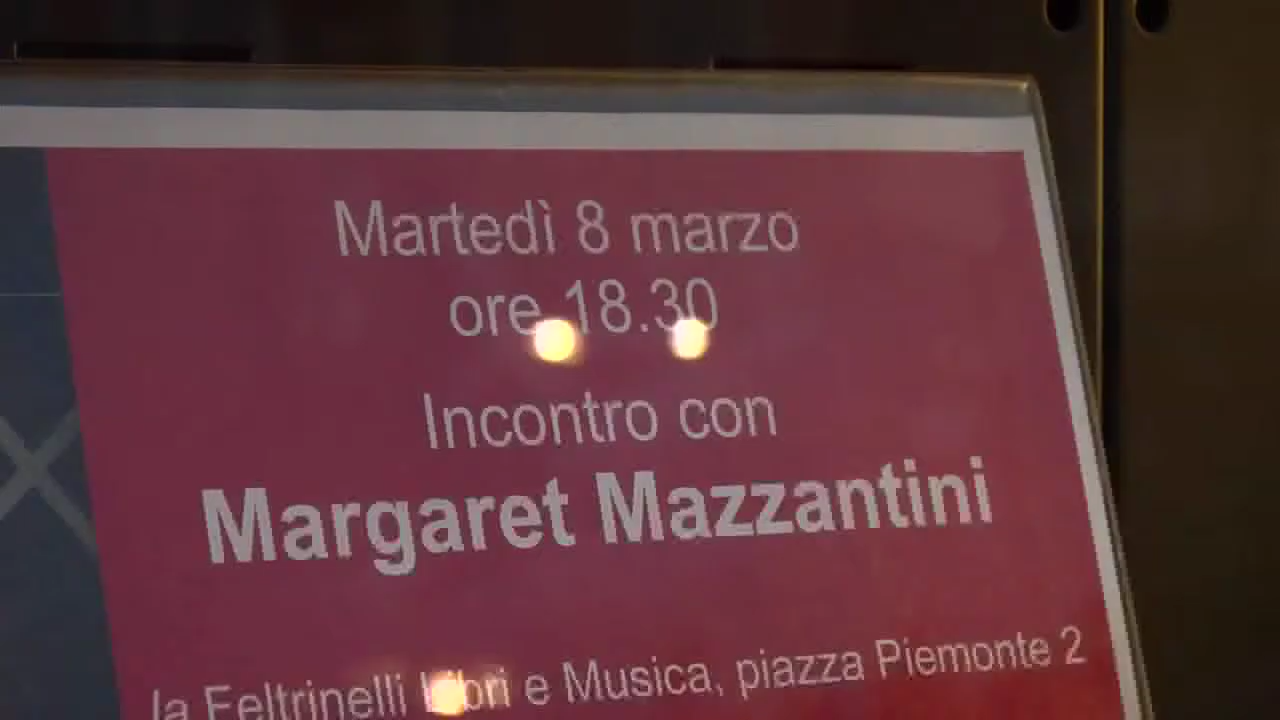 Martedì 8 marzo
ore 18.30
Incontro con
Margaret Mazzantini
la Feltrinelli Libri e Musica, piazza Piemonte 2